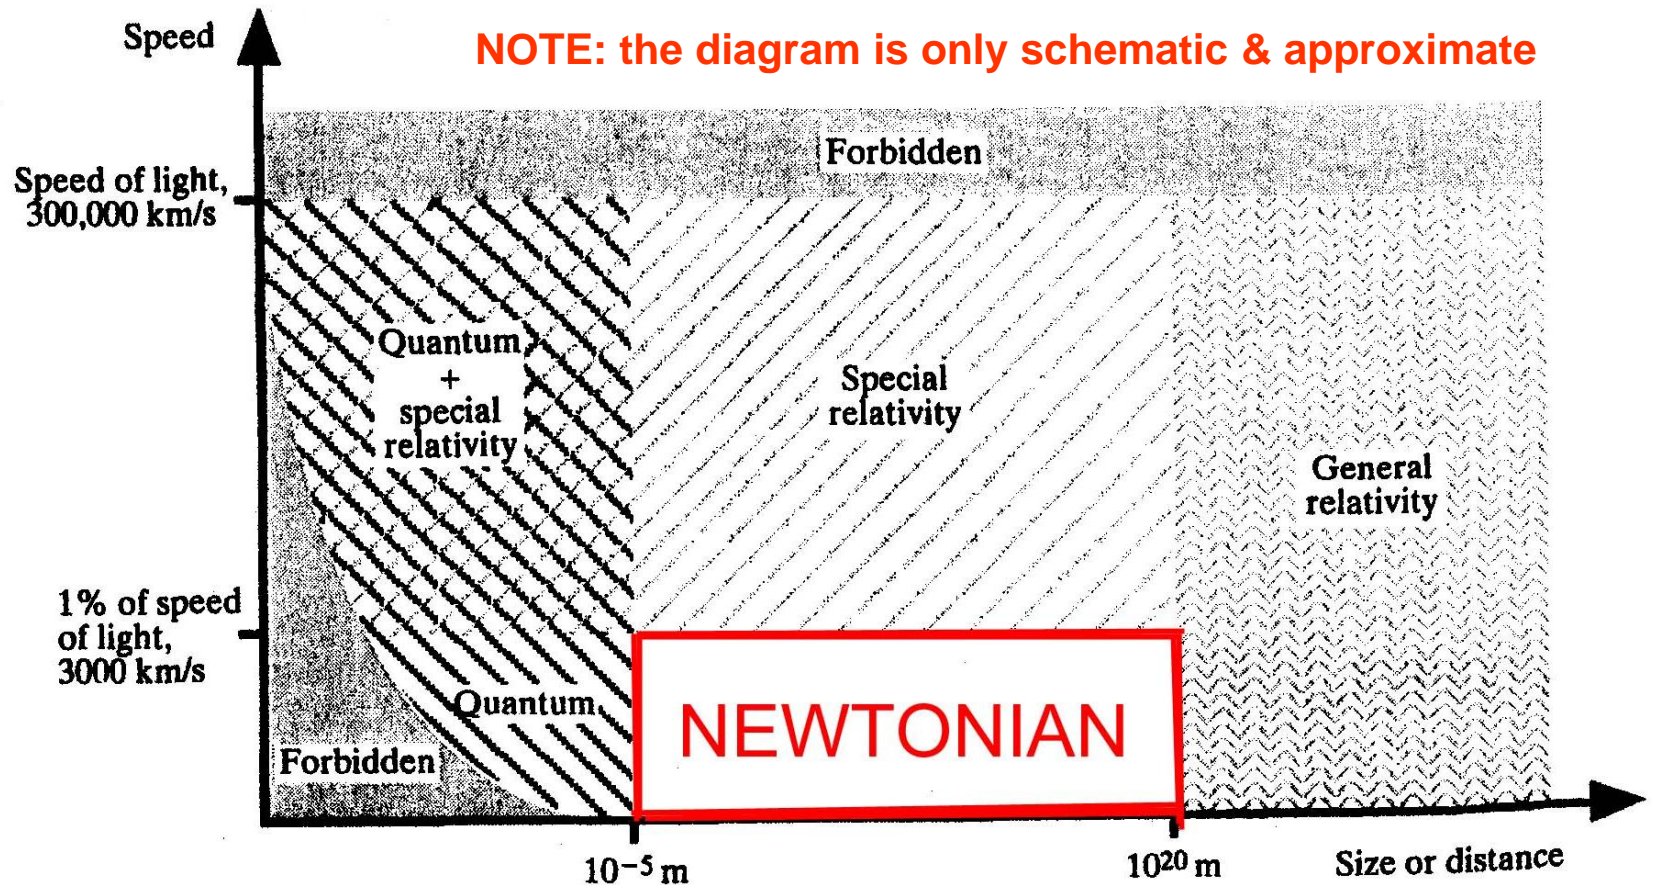 Speed
NOTE: the diagram is only schematic & approximate
Forbidden
Speed of light,
300,000 km/s
Quantum
+
special
relativity
Special
relativity
General
relativity
1% of speed
of light,
3000 km/s
Quantum
NEWTONIAN
Forbidden
10⁻⁵ m
10²⁰ m
Size or distance